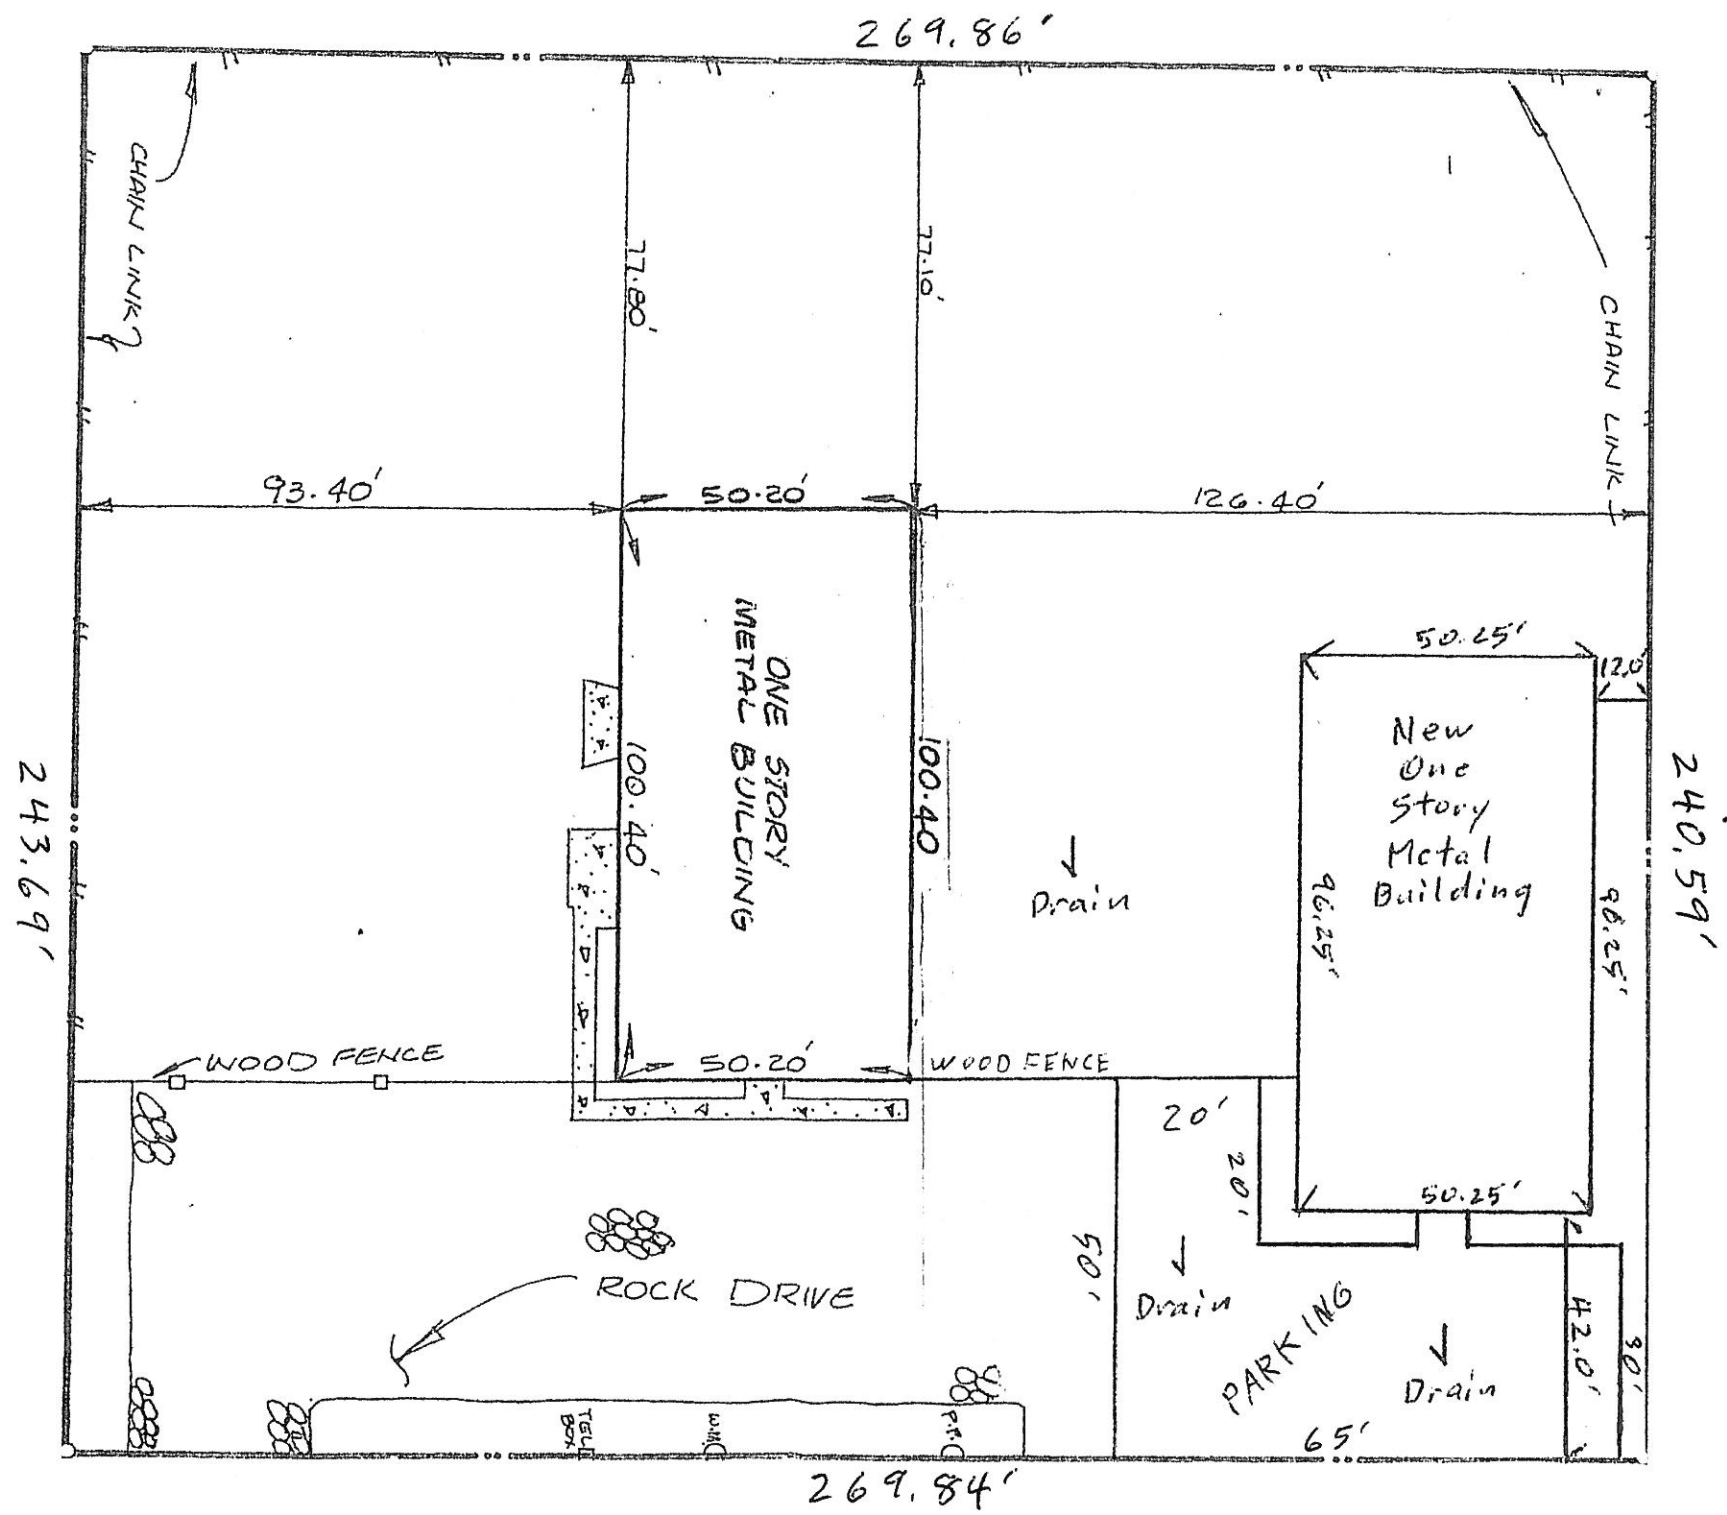 269.86'
CHAIN LINK
CHAIN LINK
77.80'
77.10'
93.40'
50.20'
126.40'
50.25'
12.0'
ONE STORY
METAL BUILDING
New
One
Story
Metal
Building
100.40'
100.40
96.25'
96.25'
243.69'
240.59'
Drain
WOOD FENCE
50.20'
WOOD FENCE
20'
20'
50.25'
50'
Drain
ROCK DRIVE
PARKING
42.0'
30'
Drain
TEL.
BOX
W.M.
P.P.
65'
269.84'